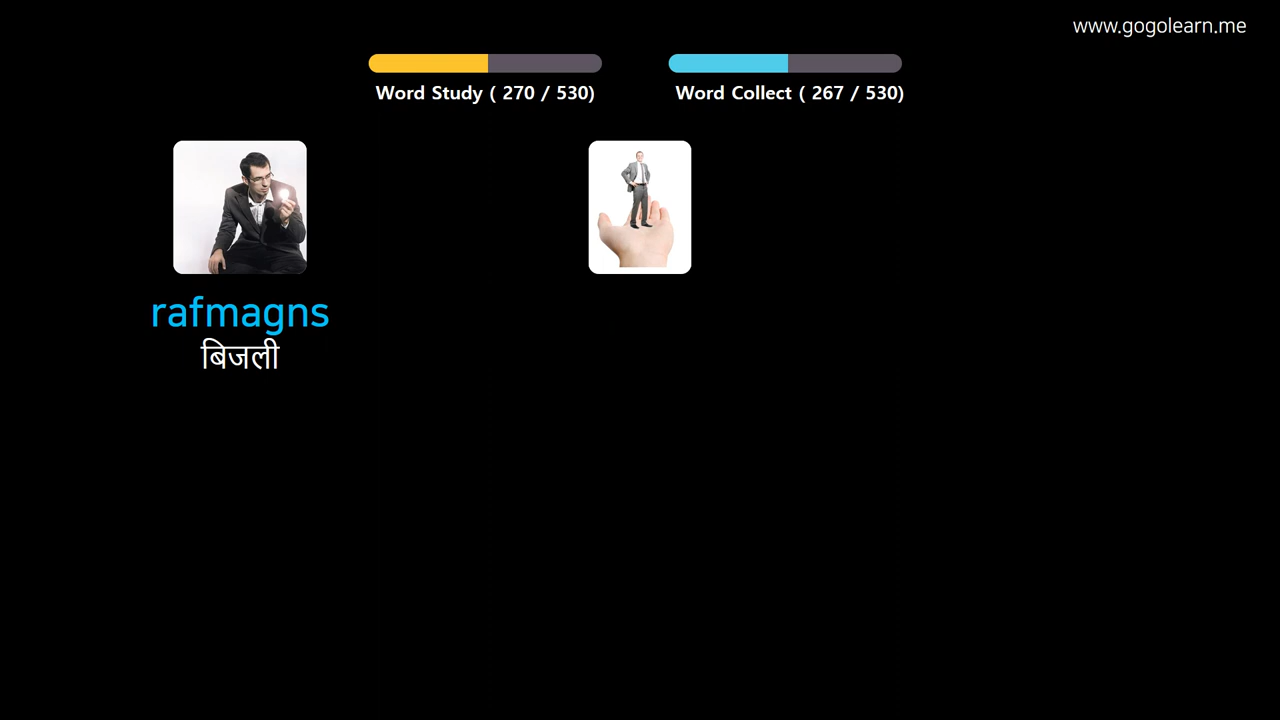 www.gogolearn.me
Word Study ( 270 / 530)
Word Collect ( 267 / 530)
rafmagns
बिजली